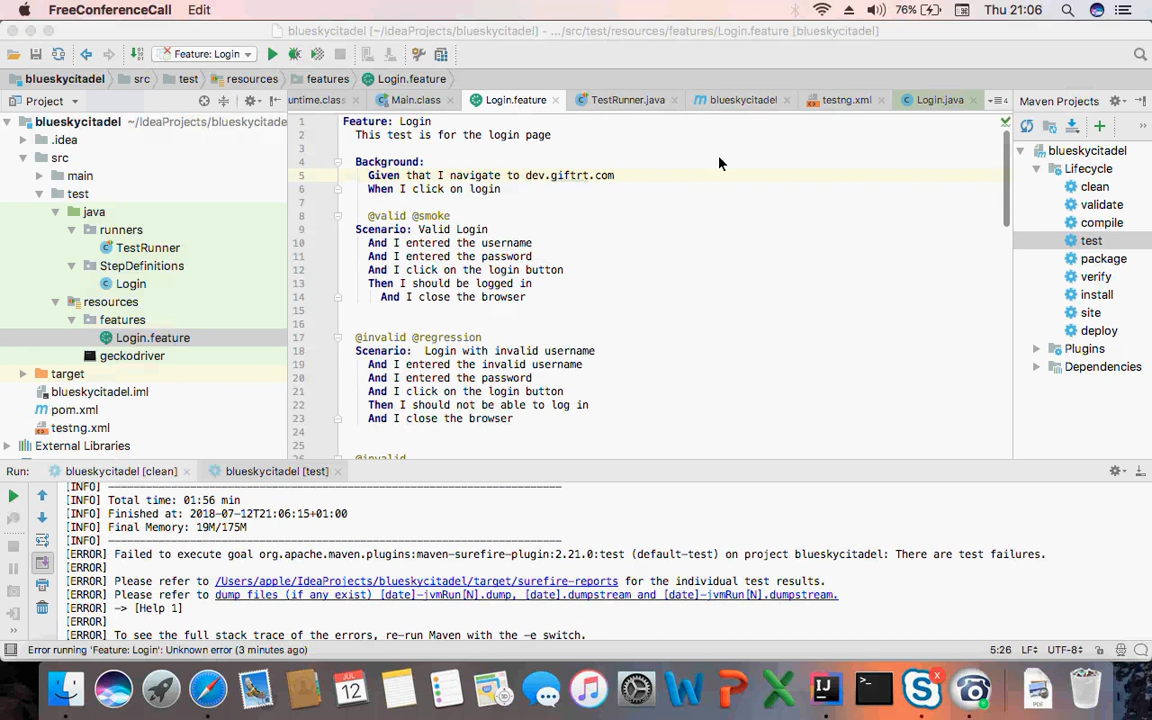 FreeConferenceCall Edit 76% Thu 21:06
blueskycitadel [~/IdeaProjects/blueskycitadel] - .../src/test/resources/features/Login.feature [blueskycitadel]
Feature: Login
blueskycitadel src test resources features Login.feature
Project
untime.class Main.class Login.feature TestRunner.java blueskycitadel testng.xml Login.java
Maven Projects
blueskycitadel ~/IdeaProjects/blueskycitade
.idea
src
main
test
java
runners
TestRunner
StepDefinitions
Login
resources
features
Login.feature
geckodriver
target
blueskycitadel.iml
pom.xml
testng.xml
External Libraries
1 Feature: Login
2 This test is for the login page
3
4 Background:
5 Given that I navigate to dev.giftrt.com
6 When I click on login
7
8 @valid @smoke
9 Scenario: Valid Login
10 And I entered the username
11 And I entered the password
12 And I click on the login button
13 Then I should be logged in
14 And I close the browser
15
16
17 @invalid @regression
18 Scenario: Login with invalid username
19 And I entered the invalid username
20 And I entered the password
21 And I click on the login button
22 Then I should not be able to log in
23 And I close the browser
24
25
26 @invalid
blueskycitadel
Lifecycle
clean
validate
compile
test
package
verify
install
site
deploy
Plugins
Dependencies
Run: blueskycitadel [clean] blueskycitadel [test]
[INFO] ------------------------------------------------------------------------
[INFO] Total time: 01:56 min
[INFO] Finished at: 2018-07-12T21:06:15+01:00
[INFO] Final Memory: 19M/175M
[INFO] ------------------------------------------------------------------------
[ERROR] Failed to execute goal org.apache.maven.plugins:maven-surefire-plugin:2.21.0:test (default-test) on project blueskycitadel: There are test failures.
[ERROR]
[ERROR] Please refer to /Users/apple/IdeaProjects/blueskycitadel/target/surefire-reports for the individual test results.
[ERROR] Please refer to dump files (if any exist) [date]-jvmRun[N].dump, [date].dumpstream and [date]-jvmRun[N].dumpstream.
[ERROR] -> [Help 1]
[ERROR]
[ERROR] To see the full stack trace of the errors, re-run Maven with the -e switch.
Error running 'Feature: Login': Unknown error (3 minutes ago) 5:26 LF UTF-8
JUL
12
PDF